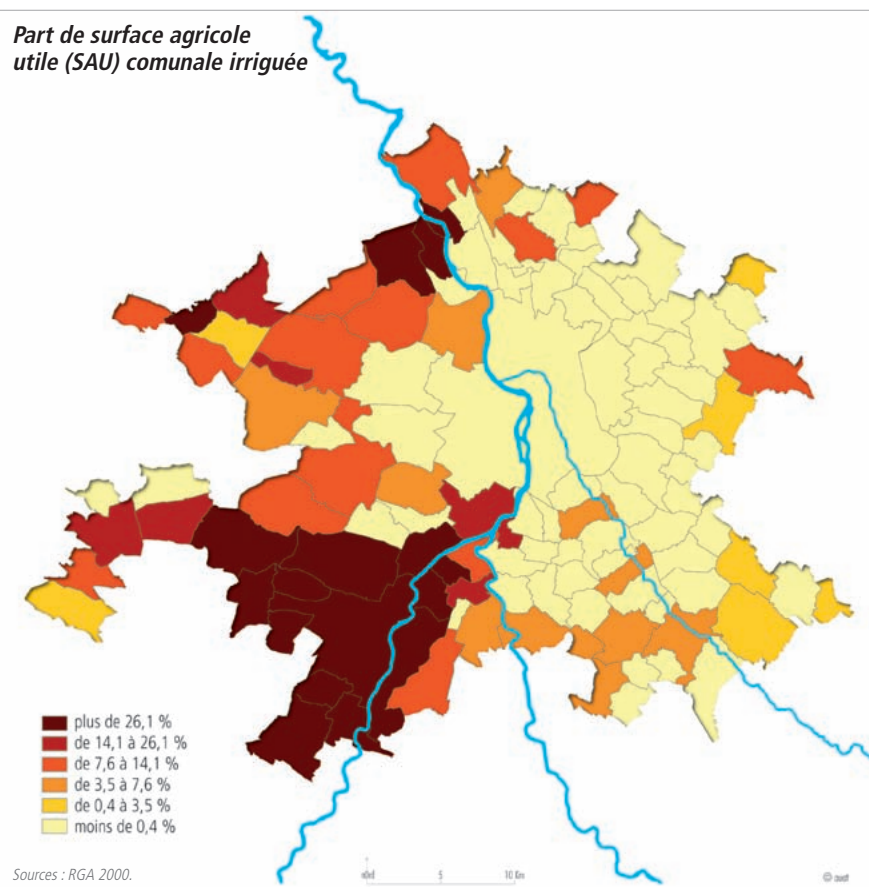 Part de surface agricole
utile (SAU) comunale irriguée
plus de 26,1 %
de 14,1 à 26,1 %
de 7,6 à 14,1 %
de 3,5 à 7,6 %
de 0,4 à 3,5 %
moins de 0,4 %
Sources : RGA 2000.
5 10 Km